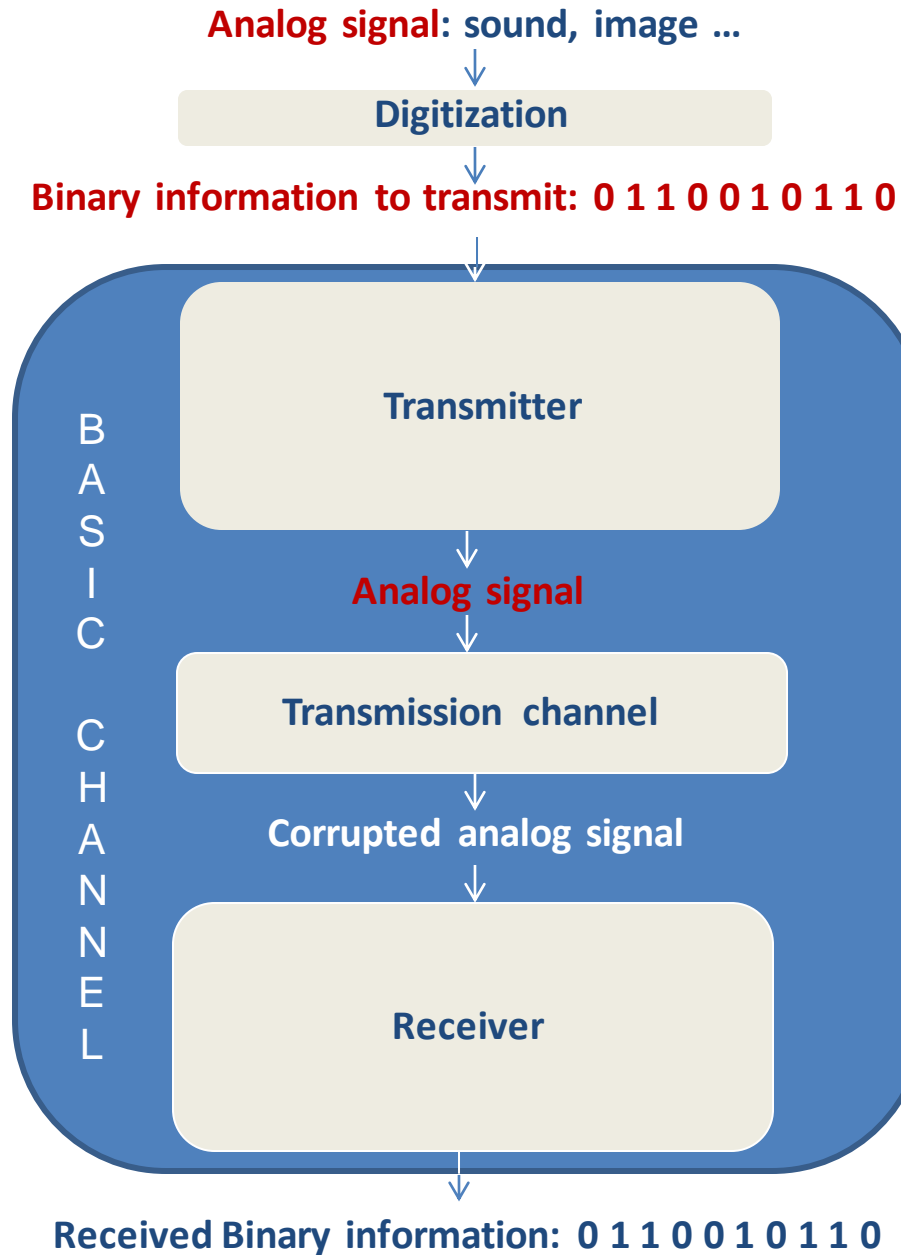 Analog signal: sound, image …
Digitization
Binary information to transmit: 0 1 1 0 0 1 0 1 1 0
Transmitter
BASIC CHANNEL
Analog signal
Transmission channel
Corrupted analog signal
Receiver
Received Binary information: 0 1 1 0 0 1 0 1 1 0